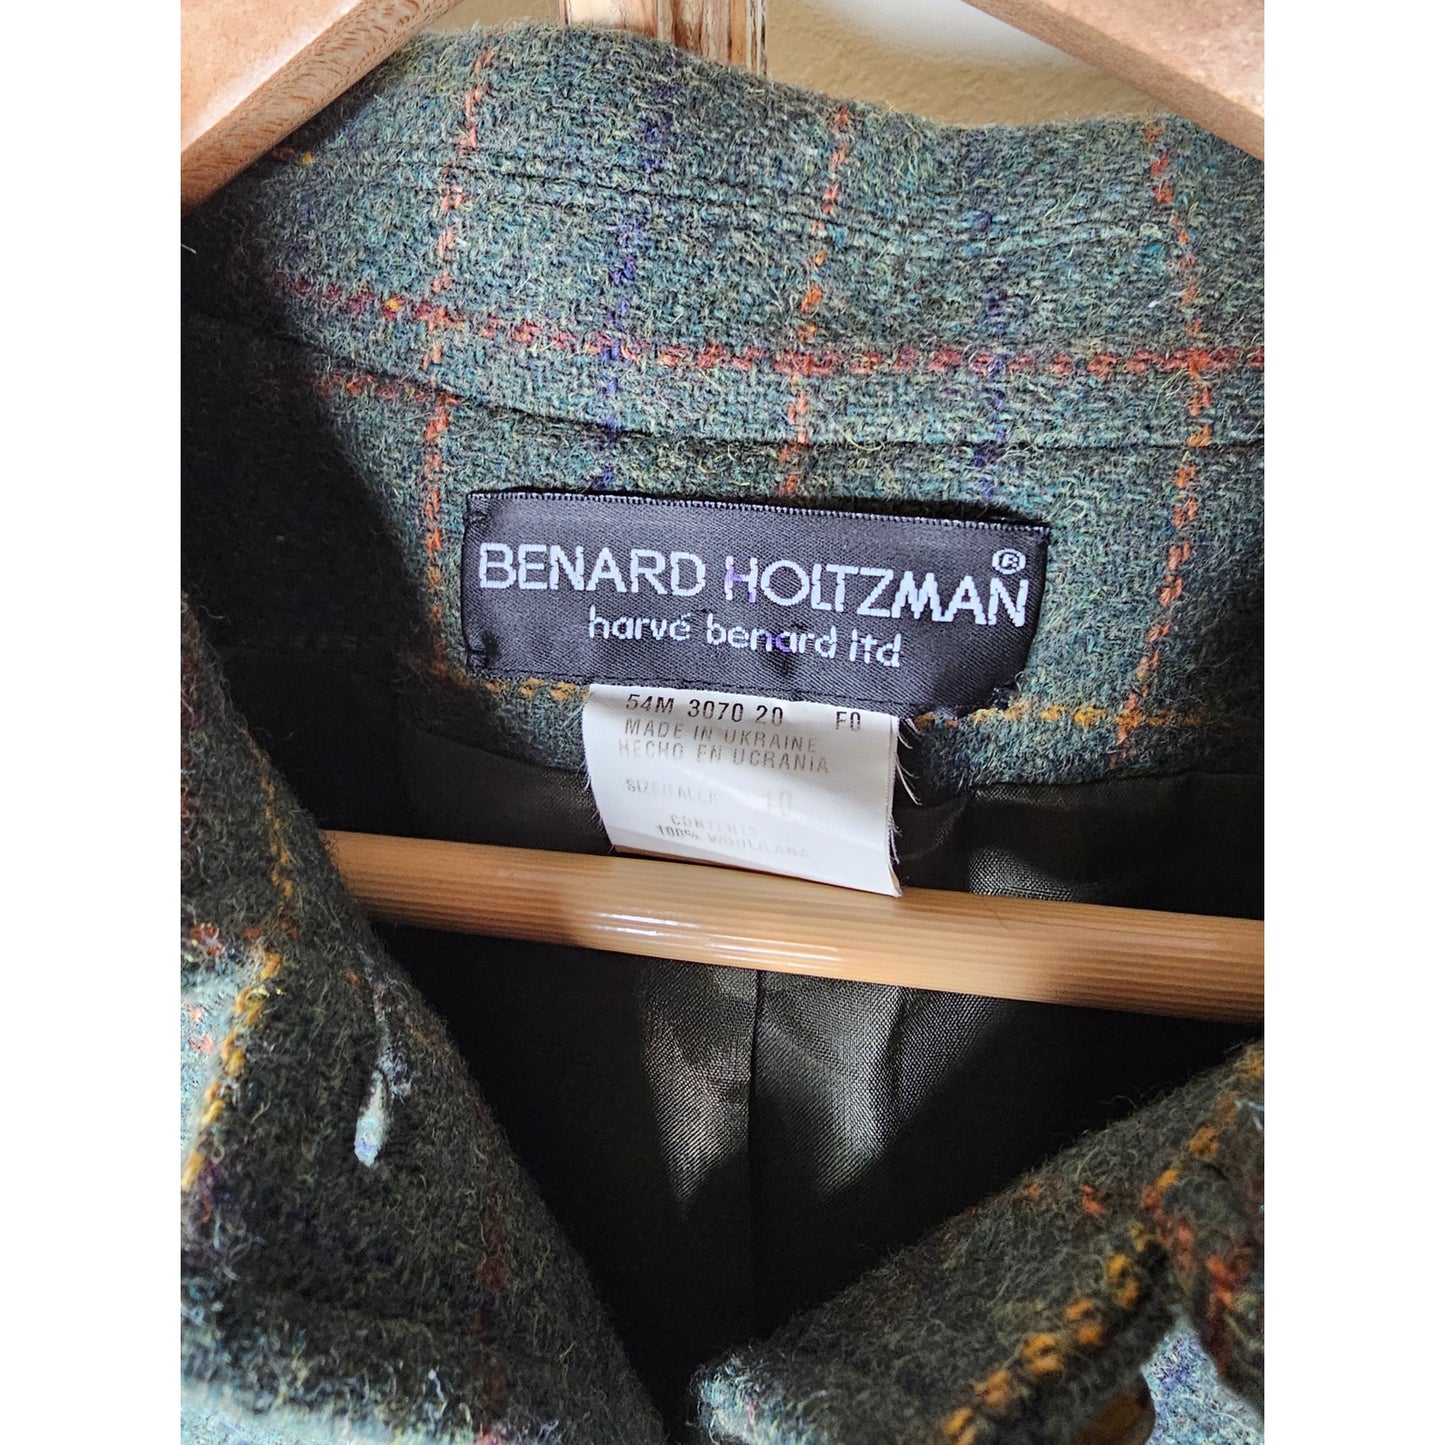 BENARD HOLTZMAN®
harvé benard ltd
54M 3070 20 F0
MADE IN UKRAINE
HECHO EN UCRANIA
SIZE/TALLA 10
CONTENTS
100% WOOL/LANA